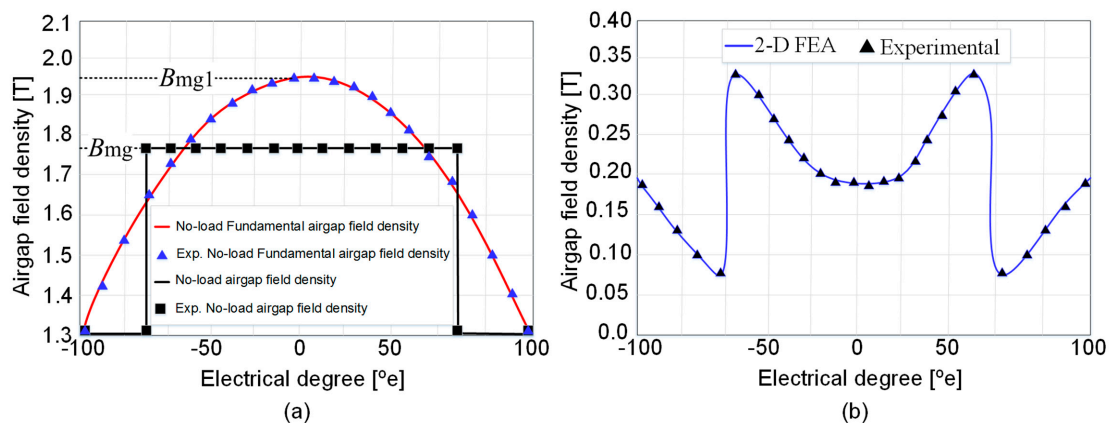 2.1
2.0
1.9
1.8
1.7
1.6
1.5
1.4
1.3
Airgap field density [T]
Bmg1
Bmg
No-load Fundamental airgap field density
Exp. No-load Fundamental airgap field density
No-load airgap field density
Exp. No-load airgap field density
-100 -50 0 50 100
Electrical degree [ºe]
(a)
0.40
0.35
0.30
0.25
0.20
0.15
0.10
0.05
0.0
Airgap field density [T]
2-D FEA Experimental
-100 -50 0 50 100
Electrical degree [ºe]
(b)